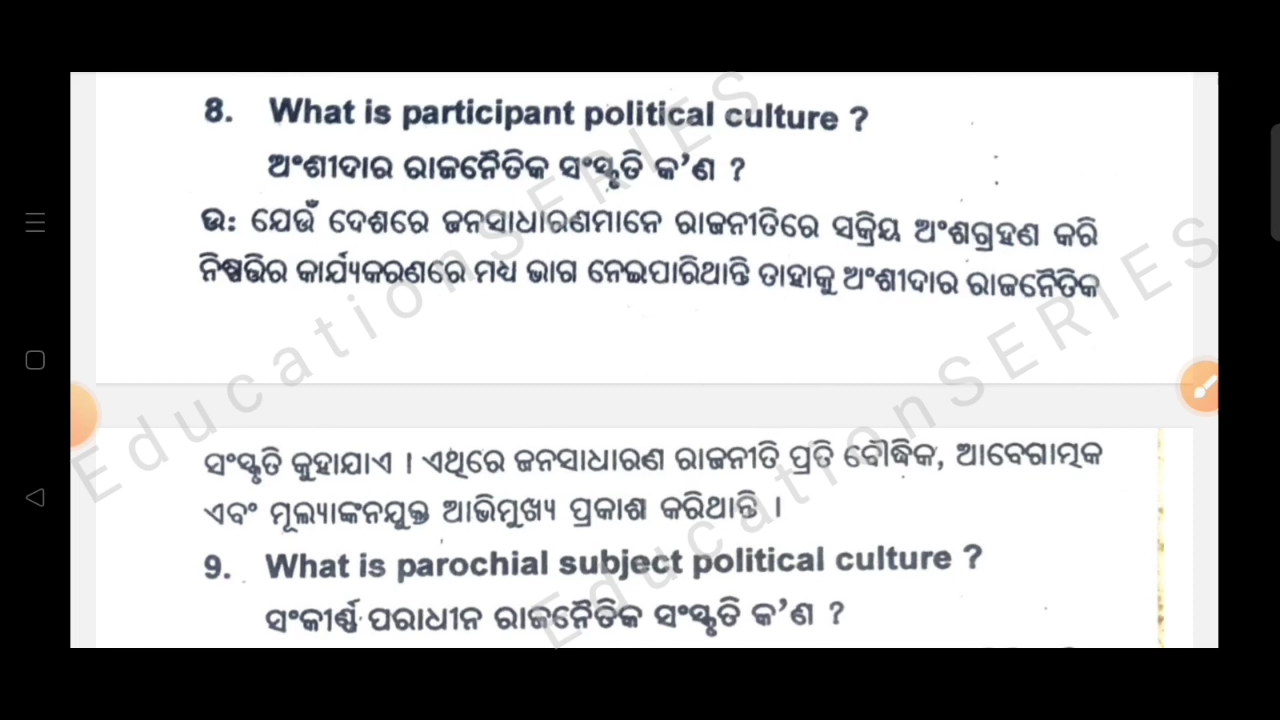 8. What is participant political culture ?
ଅଂଶୀଦାର ରାଜନୈତିକ ସଂସ୍କୃତି କ'ଣ ?
ଉ: ଯେଉଁ ଦେଶରେ ଜନସାଧାରଣମାନେ ରାଜନୀତିରେ ସକ୍ରିୟ ଅଂଶଗ୍ରହଣ କରି
ନିଷ୍ପତ୍ତିର କାର୍ଯ୍ୟକରଣରେ ମଧ୍ୟ ଭାଗ ନେଇପାରିଥାନ୍ତି ତାହାକୁ ଅଂଶୀଦାର ରାଜନୈତିକ
ସଂସ୍କୃତି କୁହାଯାଏ । ଏଥିରେ ଜନସାଧାରଣ ରାଜନୀତି ପ୍ରତି ବୌଦ୍ଧିକ, ଆବେଗାତ୍ମକ
ଏବଂ ମୂଲ୍ୟାଙ୍କନଯୁକ୍ତ ଆଭିମୁଖ୍ୟ ପ୍ରକାଶ କରିଥାନ୍ତି ।
9. What is parochial subject political culture ?
ସଂକୀର୍ଣ୍ଣ ପରାଧୀନ ରାଜନୈତିକ ସଂସ୍କୃତି କ'ଣ ?
EducationSERIES
EducationSERIES